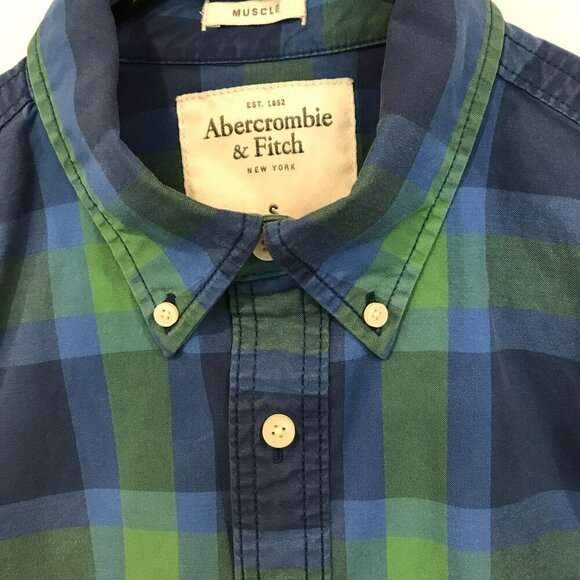 MUSCLE
EST. 1892
Abercrombie
& Fitch
NEW YORK
S